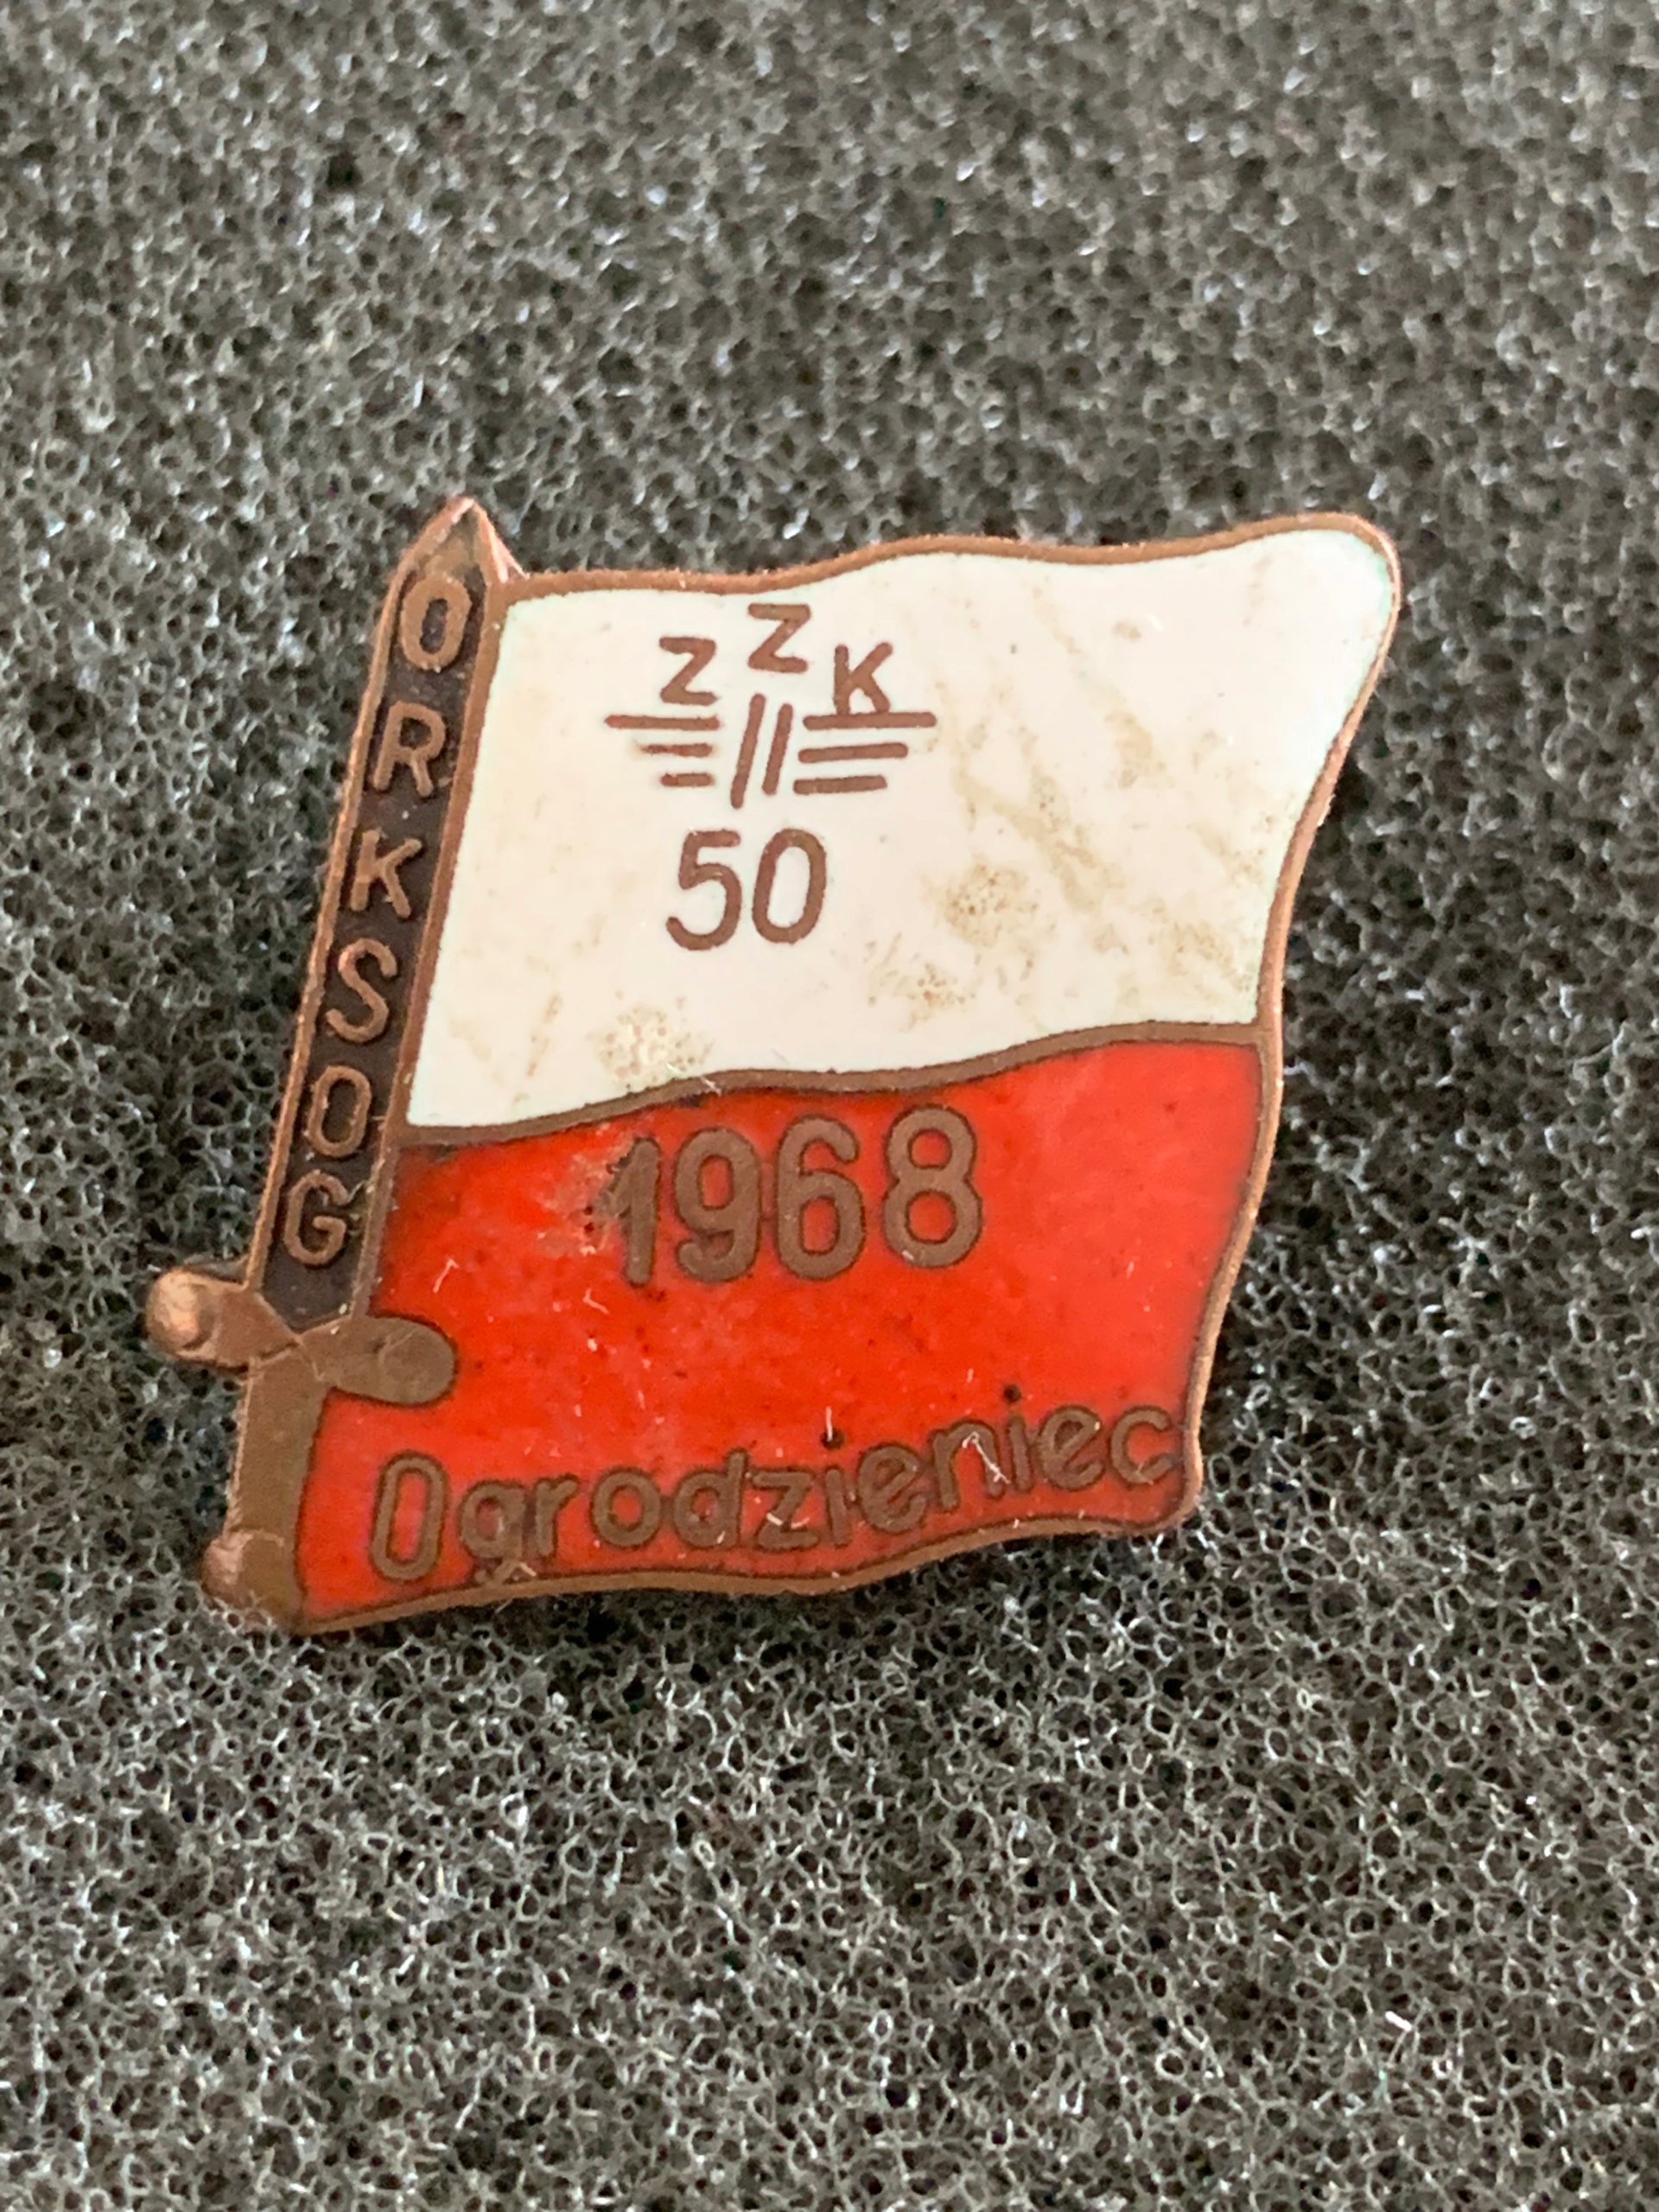 ORKSOG
ZZK
50
1968
Ogrodzieniec